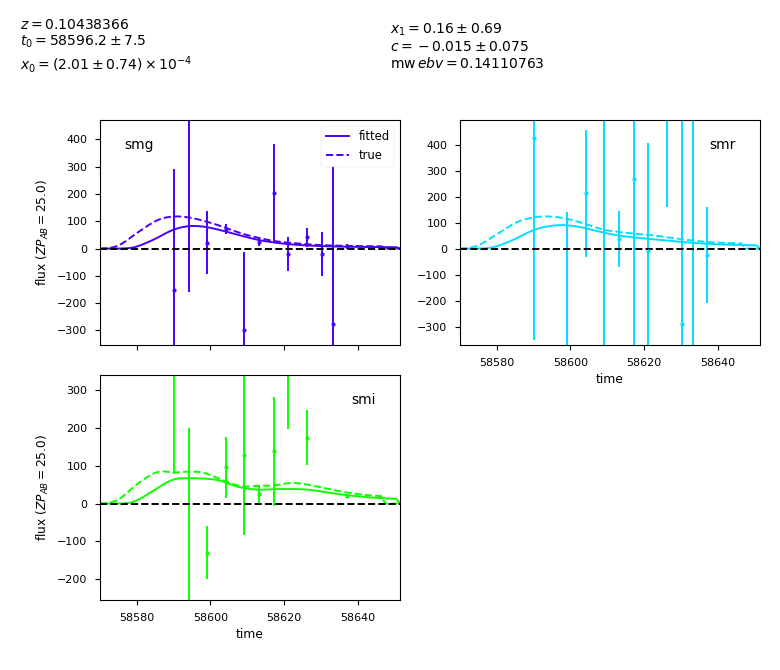 z = 0.10438366
t₀ = 58596.2 ± 7.5
x₀ = (2.01 ± 0.74) × 10⁻⁴
x₁ = 0.16 ± 0.69
c = −0.015 ± 0.075
mw ebv = 0.14110763
smg
fitted
true
400
300
200
100
0
−100
−200
−300
flux (ZP_AB = 25.0)
smr
400
300
200
100
0
−100
−200
−300
58580
58600
58620
58640
time
smi
300
200
100
0
−100
−200
flux (ZP_AB = 25.0)
58580
58600
58620
58640
time